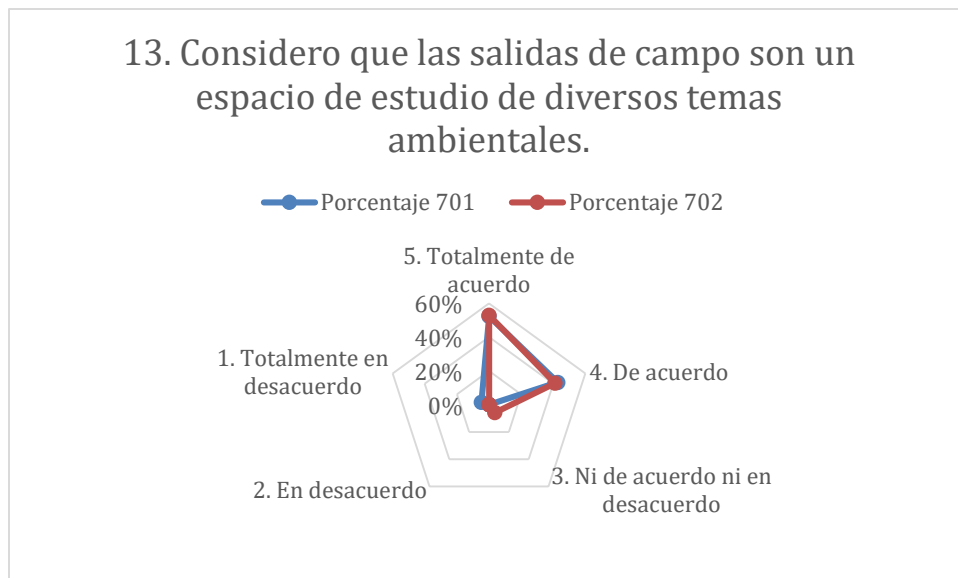 13. Considero que las salidas de campo son un
espacio de estudio de diversos temas
ambientales.
Porcentaje 701
Porcentaje 702
5. Totalmente de
acuerdo
60%
40%
20%
0%
1. Totalmente en
desacuerdo
4. De acuerdo
2. En desacuerdo
3. Ni de acuerdo ni en
desacuerdo